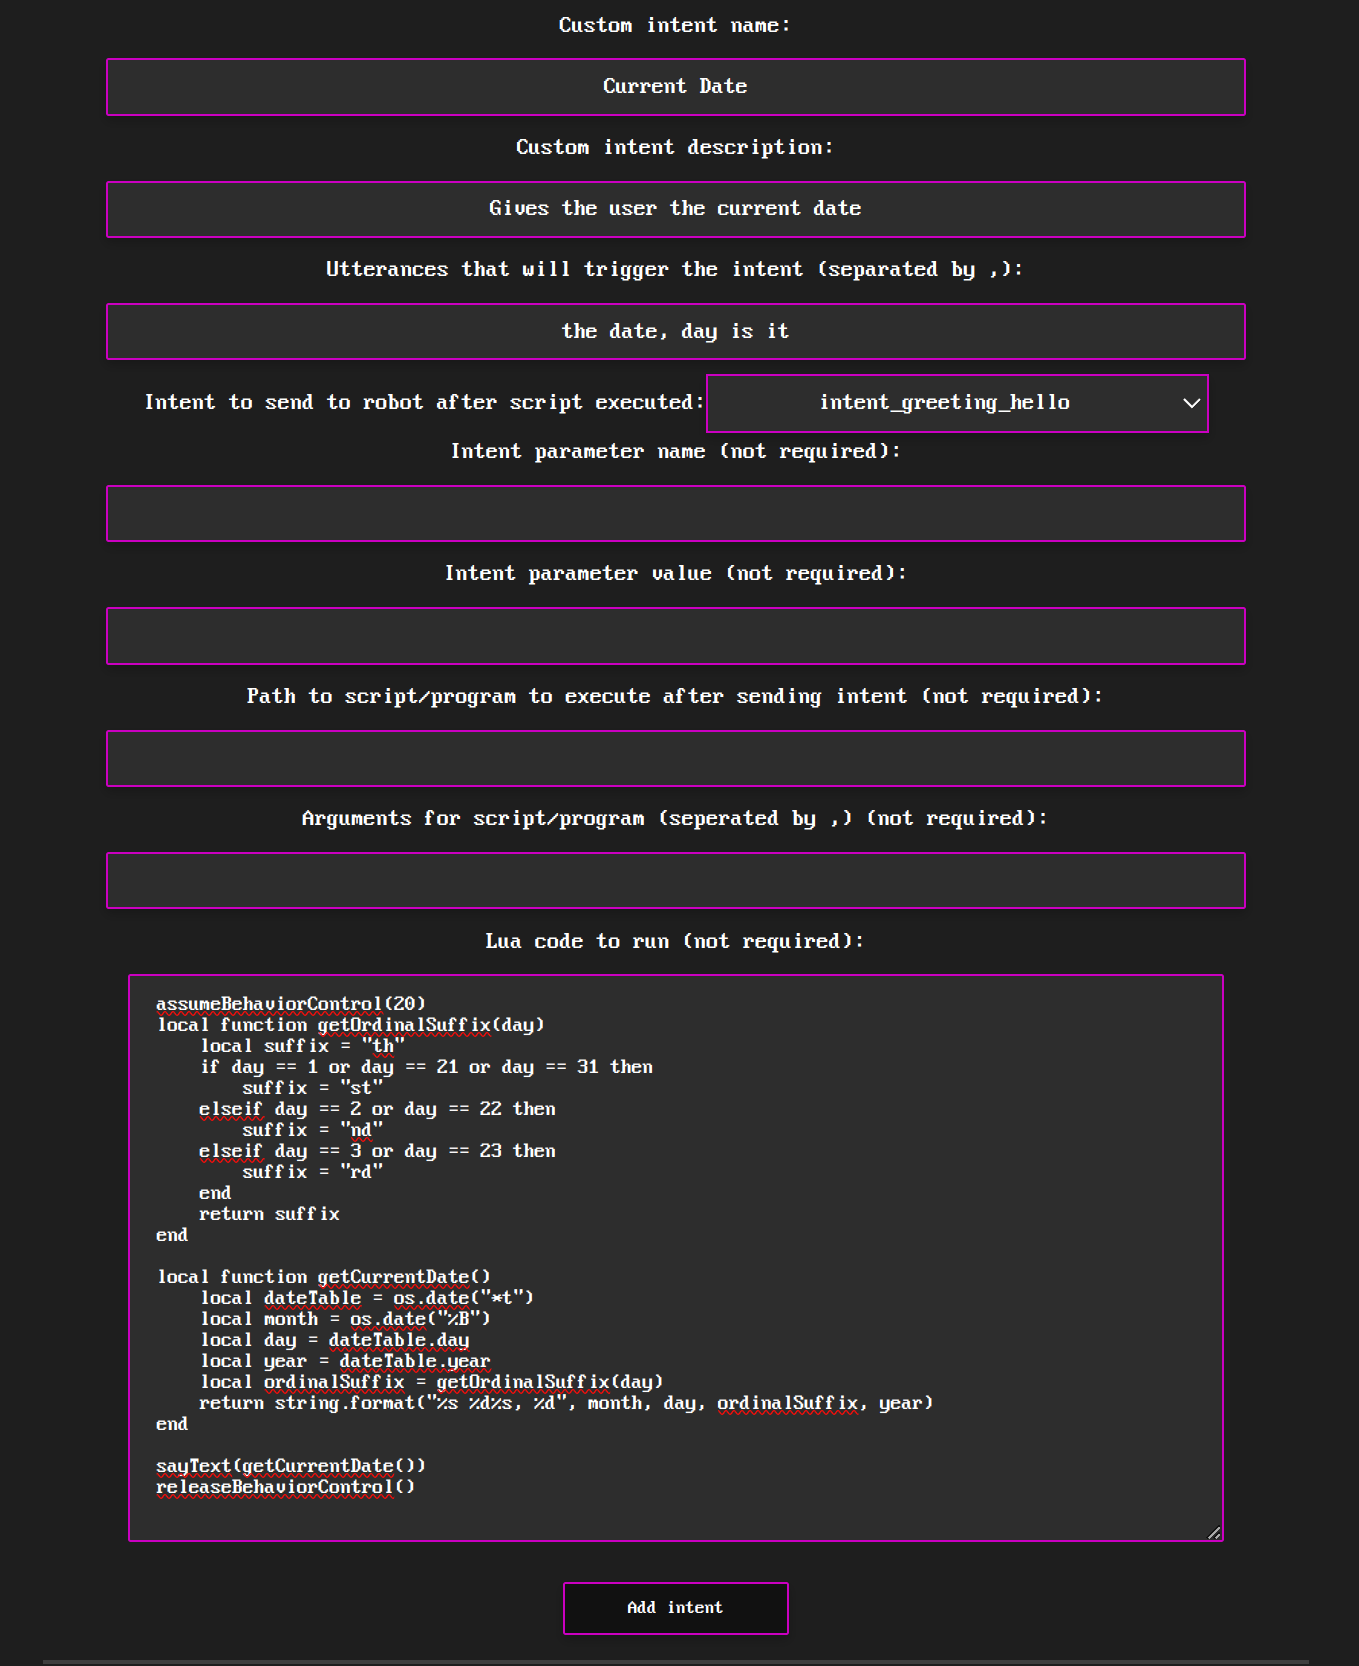 Custom intent name:
Current Date
Custom intent description:
Gives the user the current date
Utterances that will trigger the intent (separated by ,):
the date, day is it
Intent to send to robot after script executed: intent_greeting_hello
Intent parameter name (not required):
Intent parameter value (not required):
Path to script/program to execute after sending intent (not required):
Arguments for script/program (seperated by ,) (not required):
Lua code to run (not required):
assumeBehaviorControl(20)
local function getOrdinalSuffix(day)
    local suffix = "th"
    if day == 1 or day == 21 or day == 31 then
        suffix = "st"
    elseif day == 2 or day == 22 then
        suffix = "nd"
    elseif day == 3 or day == 23 then
        suffix = "rd"
    end
    return suffix
end
local function getCurrentDate()
    local dateTable = os.date("*t")
    local month = os.date("%B")
    local day = dateTable.day
    local year = dateTable.year
    local ordinalSuffix = getOrdinalSuffix(day)
    return string.format("%s %d%s, %d", month, day, ordinalSuffix, year)
end
sayText(getCurrentDate())
releaseBehaviorControl()
Add intent